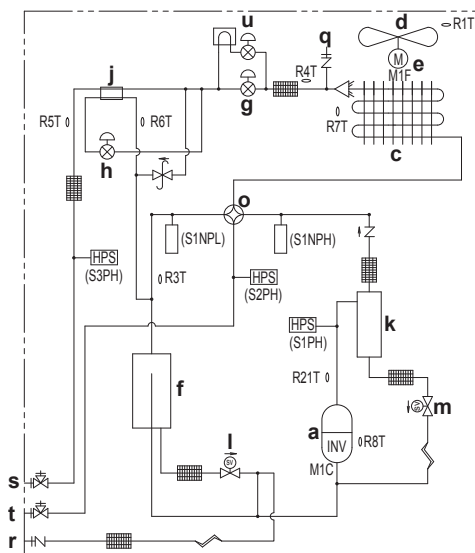 u
q
d
R1T
M
e
M1F
R4T
j
g
R5T
R6T
R7T
h
c
o
(S1NPL)
(S1NPH)
HPS
(S3PH)
R3T
HPS
(S2PH)
HPS
(S1PH)
k
R21T
f
SV
m
a
INV
R8T
M1C
l
SV
s
t
r